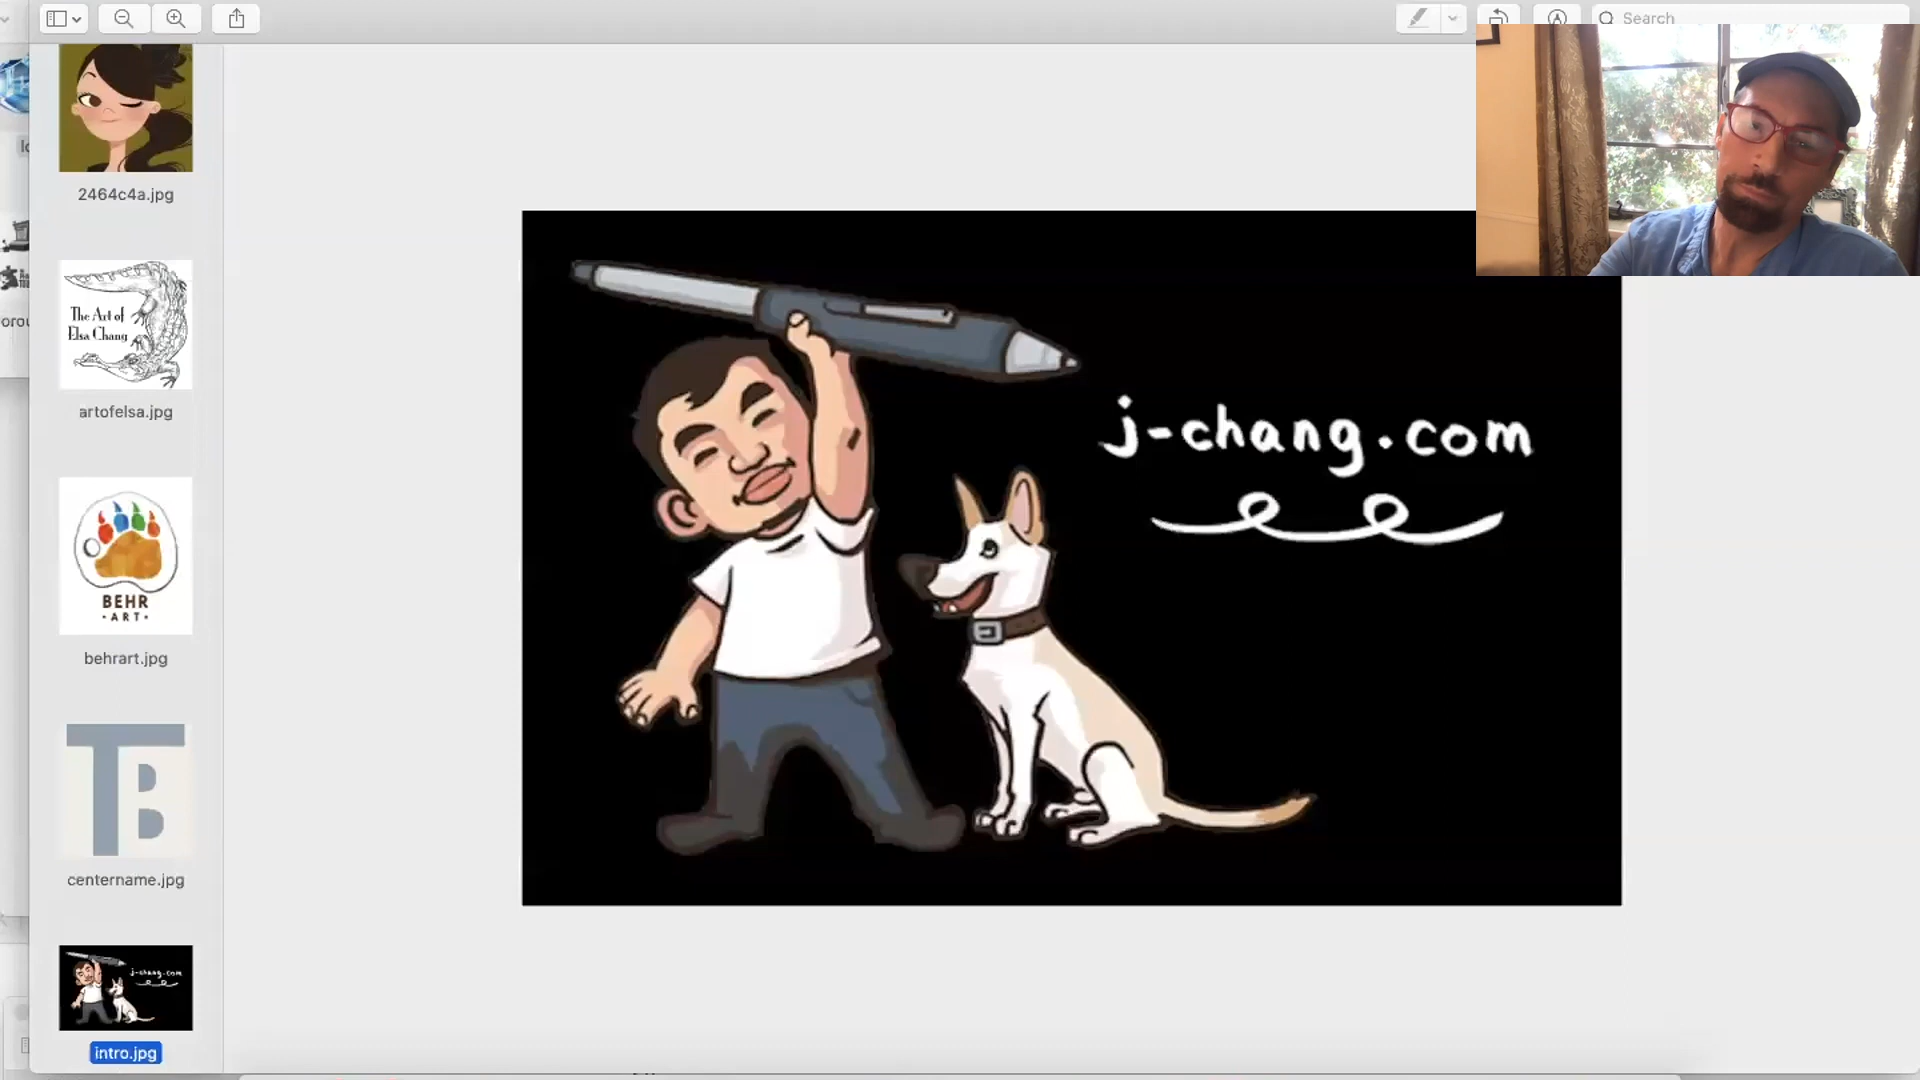 Search
2464c4a.jpg
The Art of
Elsa Chang
artofelsa.jpg
BEHR
•ART•
behrart.jpg
TB
B
centername.jpg
j-chang.com
intro.jpg
j-chang.com